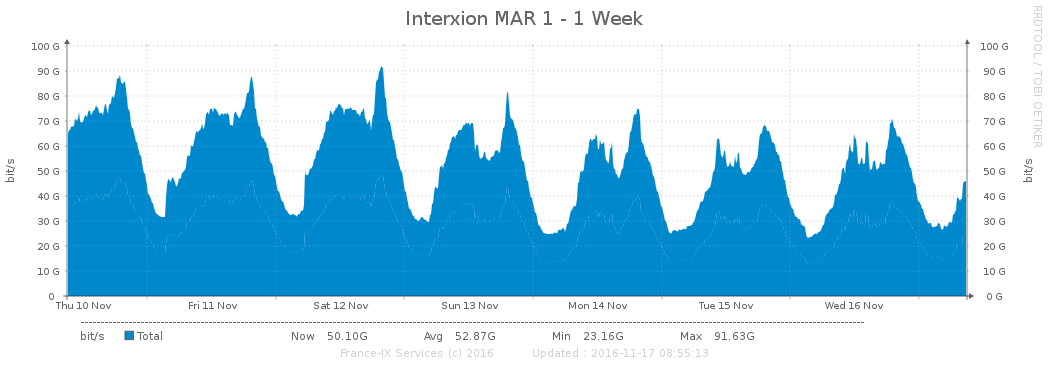 Interxion MAR 1 - 1 Week
RRDTOOL / TOBI OETIKER
bit/s
bit/s
100 G 100 G
90 G 90 G
80 G 80 G
70 G 70 G
60 G 60 G
50 G 50 G
40 G 40 G
30 G 30 G
20 G 20 G
10 G 10 G
0 0 G
Thu 10 Nov Fri 11 Nov Sat 12 Nov Sun 13 Nov Mon 14 Nov Tue 15 Nov Wed 16 Nov
bit/s Total Now 50.10G Avg 52.87G Min 23.16G Max 91.63G
France-IX Services (c) 2016 Updated : 2016-11-17 08:55:13